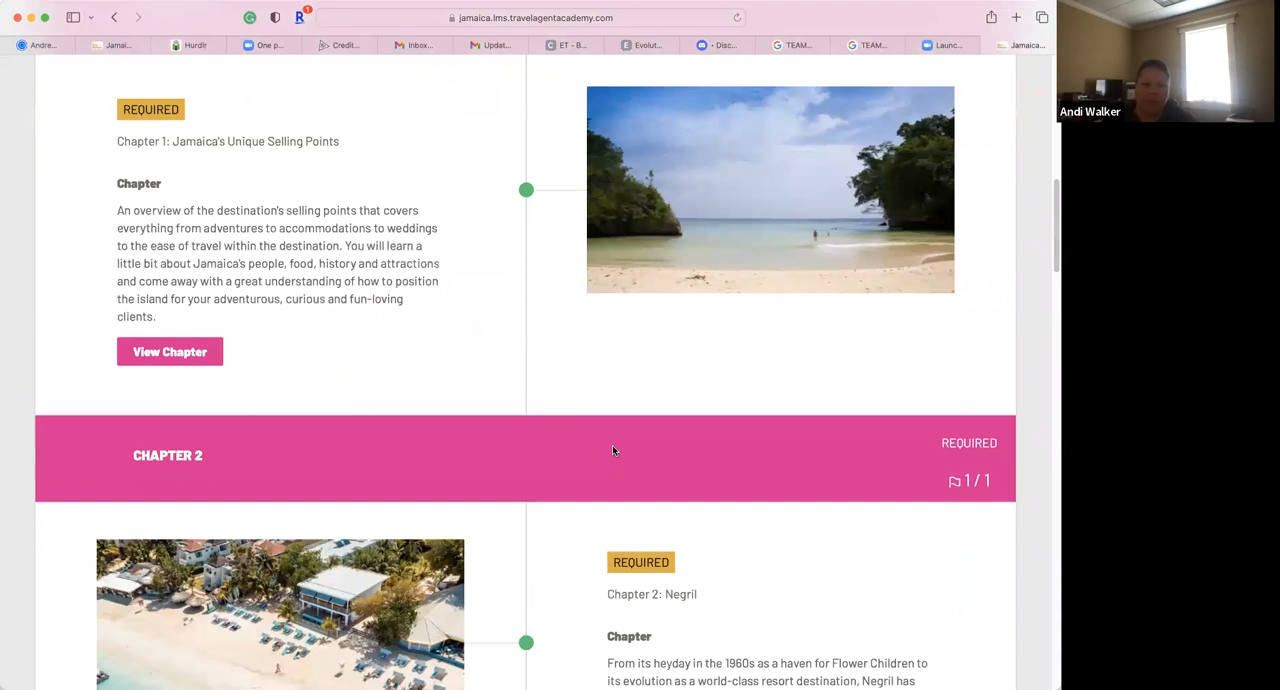 1
jamaica.lms.travelagentacademy.com
Andre...
Jamai...
Hurdlr
One p...
Credit...
Inbox...
Updat...
ET - B...
Evolut...
• Disc...
TEAM...
TEAM...
Launc...
Jamaica...
REQUIRED
Chapter 1: Jamaica's Unique Selling Points
Chapter
An overview of the destination's selling points that covers
everything from adventures to accommodations to weddings
to the ease of travel within the destination. You will learn a
little bit about Jamaica's people, food, history and attractions
and come away with a great understanding of how to position
the island for your adventurous, curious and fun-loving
clients.
View Chapter
CHAPTER 2
REQUIRED
1 / 1
REQUIRED
Chapter 2: Negril
Chapter
From its heyday in the 1960s as a haven for Flower Children to
its evolution as a world-class resort destination, Negril has
Andi Walker